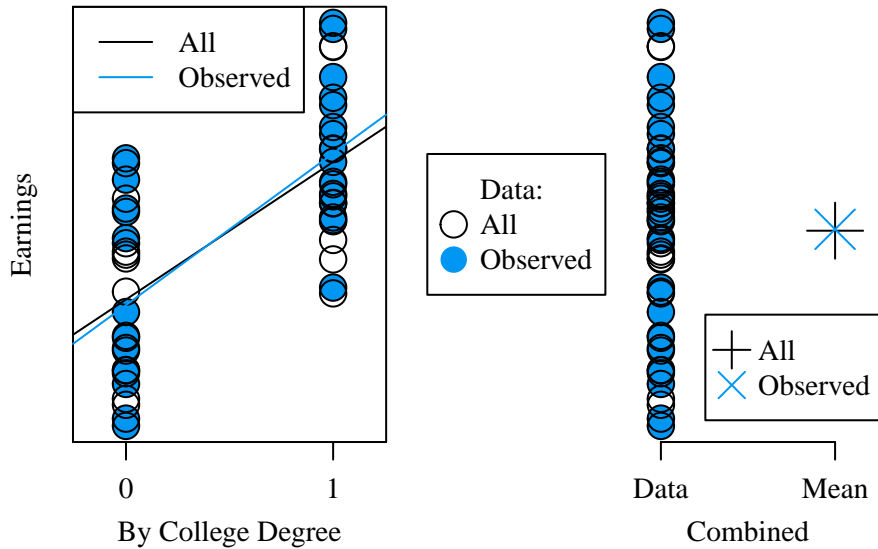 All
Observed
Earnings
0
1
By College Degree
Data:
All
Observed
All
Observed
Data
Mean
Combined